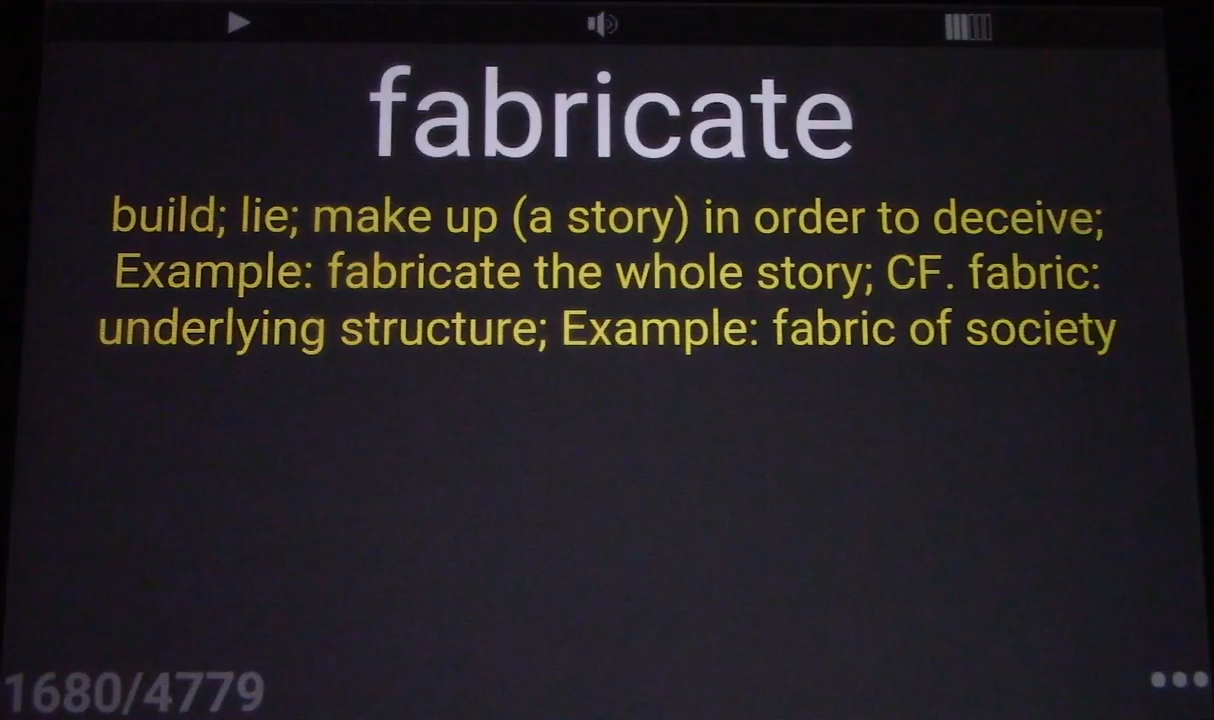 fabricate
build; lie; make up (a story) in order to deceive;
Example: fabricate the whole story; CF. fabric:
underlying structure; Example: fabric of society
1680/4779